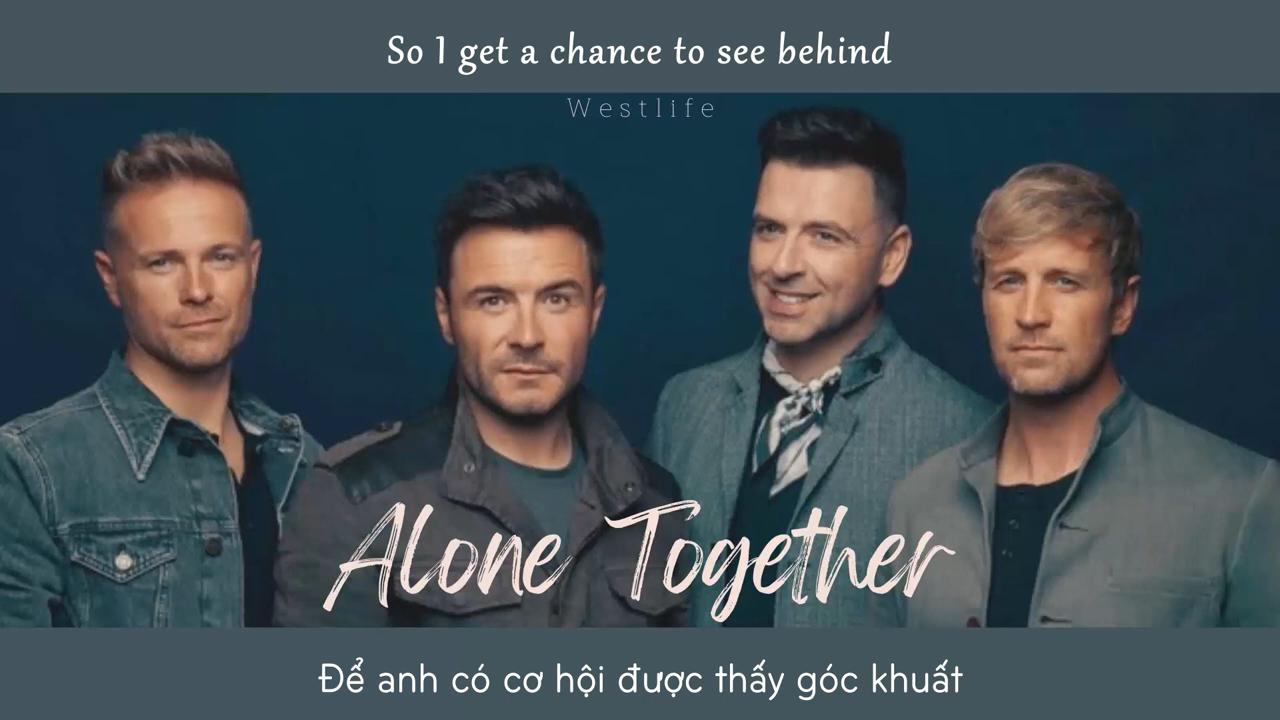 So I get a chance to see behind
Westlife
Alone Together
Để anh có cơ hội được thấy góc khuất